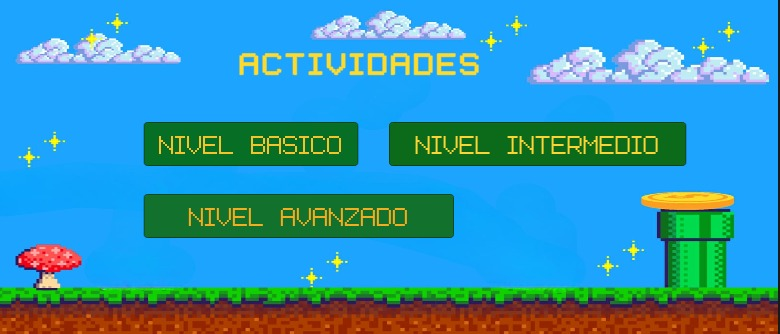 ACTIVIDADES
NIVEL BASICO
NIVEL INTERMEDIO
NIVEL AVANZADO